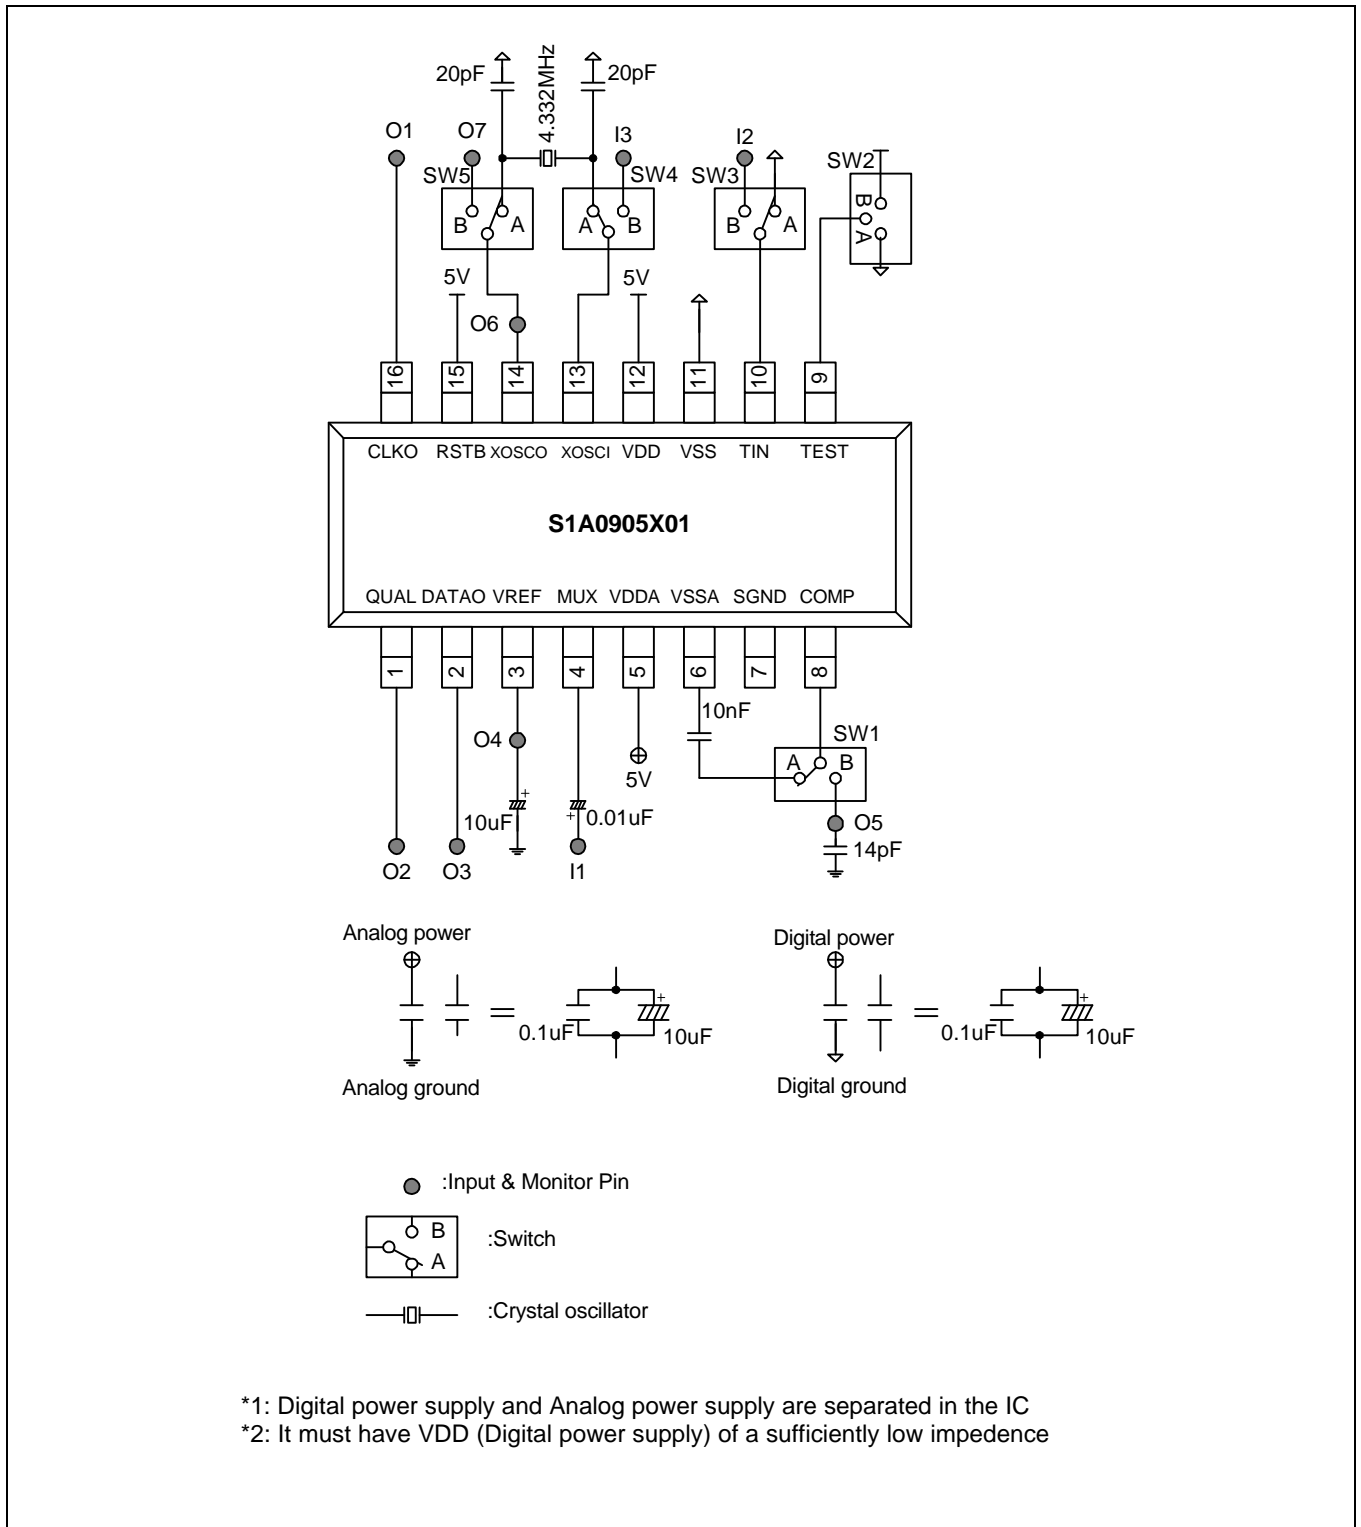 20pF
4.332MHz
20pF
O1
O7
I3
I2
SW5
SW4
SW3
SW2
B
A
A
B
B
A
B
A
5V
5V
O6
16
15
14
13
12
11
10
9
CLKO
RSTB
XOSCO
XOSCI
VDD
VSS
TIN
TEST
S1A0905X01
QUAL
DATAO
VREF
MUX
VDDA
VSSA
SGND
COMP
1
2
3
4
5
6
7
8
10nF
SW1
O4
A
B
5V
10uF
+
+
0.01uF
O5
14pF
O2
O3
I1
Analog power
Digital power
+
0.1uF
10uF
+
0.1uF
10uF
Analog ground
Digital ground
:Input & Monitor Pin
B
A
:Switch
:Crystal oscillator
*1: Digital power supply and Analog power supply are separated in the IC
*2: It must have VDD (Digital power supply) of a sufficiently low impedence